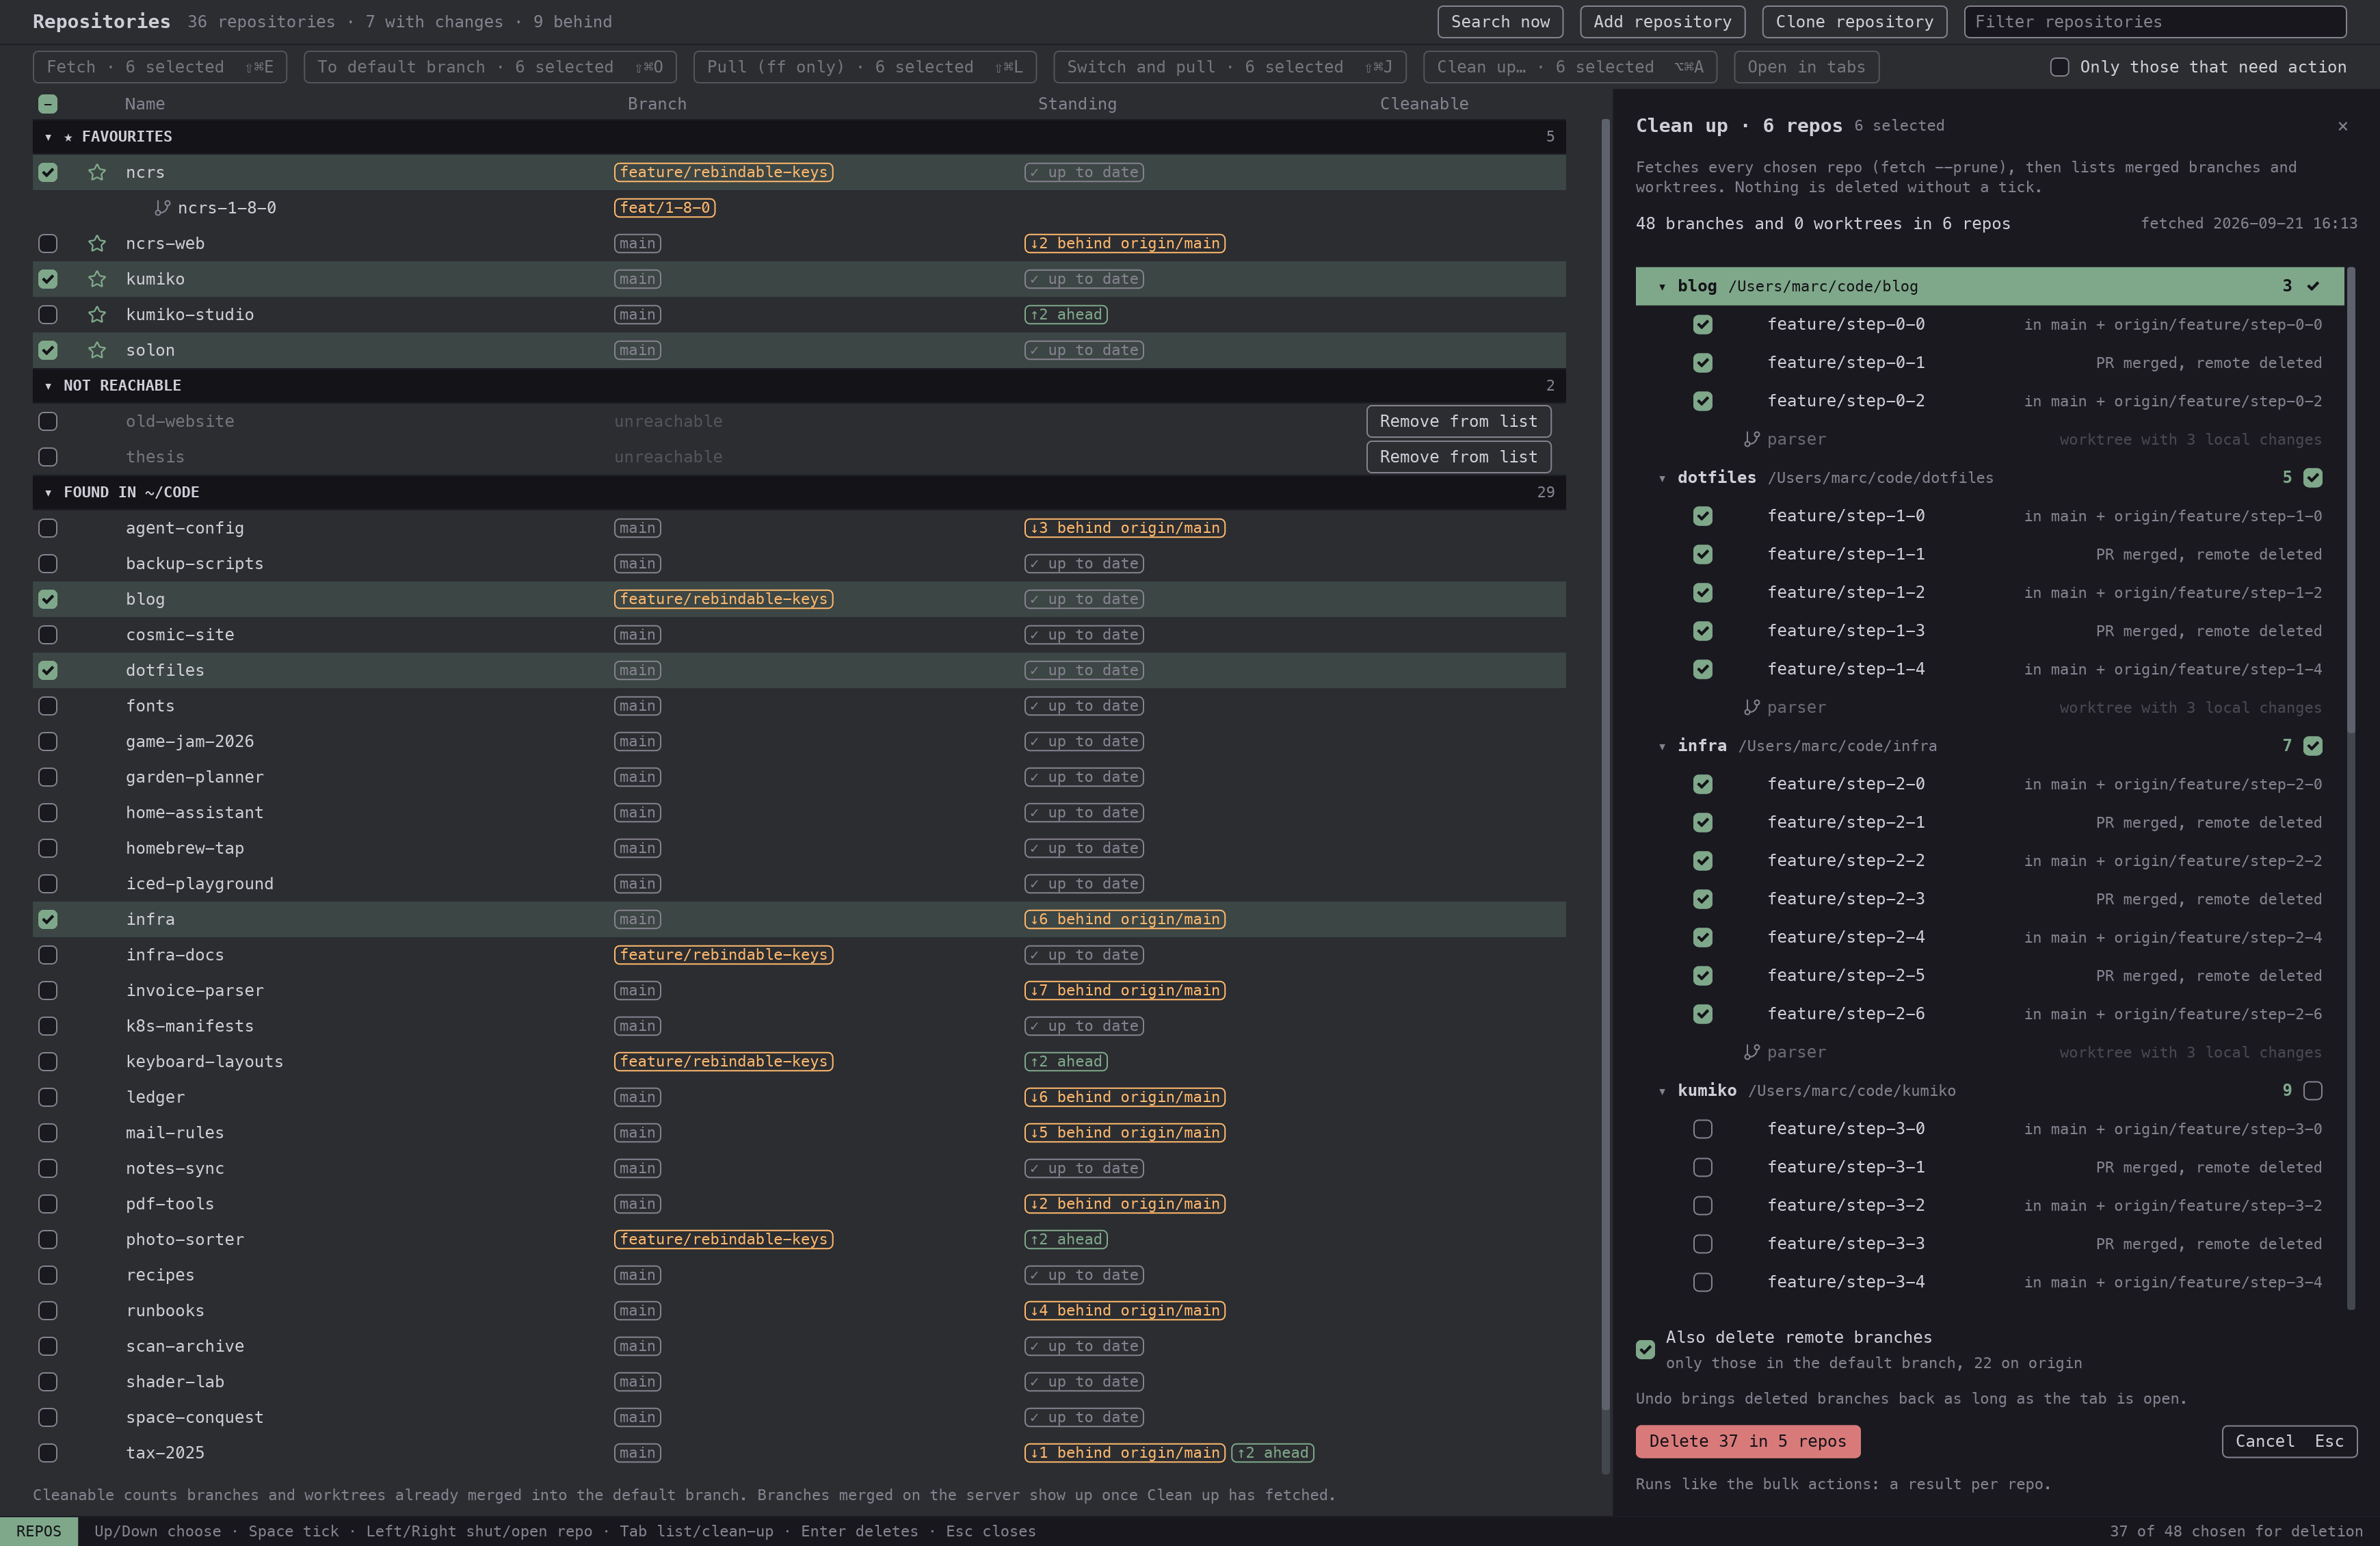 Repositories 36 repositories · 7 with changes · 9 behind Search now Add repository Clone repository Filter repositories
Fetch · 6 selected ⇧⌘E To default branch · 6 selected ⇧⌘O Pull (ff only) · 6 selected ⇧⌘L Switch and pull · 6 selected ⇧⌘J Clean up… · 6 selected ⌥⌘A Open in tabs Only those that need action
Name Branch Standing Cleanable
▾ ★ FAVOURITES 5
ncrs feature/rebindable-keys ✓ up to date
ncrs-1-8-0 feat/1-8-0
ncrs-web main ↓2 behind origin/main
kumiko main ✓ up to date
kumiko-studio main ↑2 ahead
solon main ✓ up to date
▾ NOT REACHABLE 2
old-website unreachable Remove from list
thesis unreachable Remove from list
▾ FOUND IN ~/CODE 29
agent-config main ↓3 behind origin/main
backup-scripts main ✓ up to date
blog feature/rebindable-keys ✓ up to date
cosmic-site main ✓ up to date
dotfiles main ✓ up to date
fonts main ✓ up to date
game-jam-2026 main ✓ up to date
garden-planner main ✓ up to date
home-assistant main ✓ up to date
homebrew-tap main ✓ up to date
iced-playground main ✓ up to date
infra main ↓6 behind origin/main
infra-docs feature/rebindable-keys ✓ up to date
invoice-parser main ↓7 behind origin/main
k8s-manifests main ✓ up to date
keyboard-layouts feature/rebindable-keys ↑2 ahead
ledger main ↓6 behind origin/main
mail-rules main ↓5 behind origin/main
notes-sync main ✓ up to date
pdf-tools main ↓2 behind origin/main
photo-sorter feature/rebindable-keys ↑2 ahead
recipes main ✓ up to date
runbooks main ↓4 behind origin/main
scan-archive main ✓ up to date
shader-lab main ✓ up to date
space-conquest main ✓ up to date
tax-2025 main ↓1 behind origin/main ↑2 ahead
Cleanable counts branches and worktrees already merged into the default branch. Branches merged on the server show up once Clean up has fetched.
Clean up · 6 repos 6 selected ×
Fetches every chosen repo (fetch --prune), then lists merged branches and
worktrees. Nothing is deleted without a tick.
48 branches and 0 worktrees in 6 repos fetched 2026-09-21 16:13
▾ blog /Users/marc/code/blog 3
feature/step-0-0 in main + origin/feature/step-0-0
feature/step-0-1 PR merged, remote deleted
feature/step-0-2 in main + origin/feature/step-0-2
parser worktree with 3 local changes
▾ dotfiles /Users/marc/code/dotfiles 5
feature/step-1-0 in main + origin/feature/step-1-0
feature/step-1-1 PR merged, remote deleted
feature/step-1-2 in main + origin/feature/step-1-2
feature/step-1-3 PR merged, remote deleted
feature/step-1-4 in main + origin/feature/step-1-4
parser worktree with 3 local changes
▾ infra /Users/marc/code/infra 7
feature/step-2-0 in main + origin/feature/step-2-0
feature/step-2-1 PR merged, remote deleted
feature/step-2-2 in main + origin/feature/step-2-2
feature/step-2-3 PR merged, remote deleted
feature/step-2-4 in main + origin/feature/step-2-4
feature/step-2-5 PR merged, remote deleted
feature/step-2-6 in main + origin/feature/step-2-6
parser worktree with 3 local changes
▾ kumiko /Users/marc/code/kumiko 9
feature/step-3-0 in main + origin/feature/step-3-0
feature/step-3-1 PR merged, remote deleted
feature/step-3-2 in main + origin/feature/step-3-2
feature/step-3-3 PR merged, remote deleted
feature/step-3-4 in main + origin/feature/step-3-4
Also delete remote branches
only those in the default branch, 22 on origin
Undo brings deleted branches back as long as the tab is open.
Delete 37 in 5 repos Cancel Esc
Runs like the bulk actions: a result per repo.
REPOS Up/Down choose · Space tick · Left/Right shut/open repo · Tab list/clean-up · Enter deletes · Esc closes 37 of 48 chosen for deletion